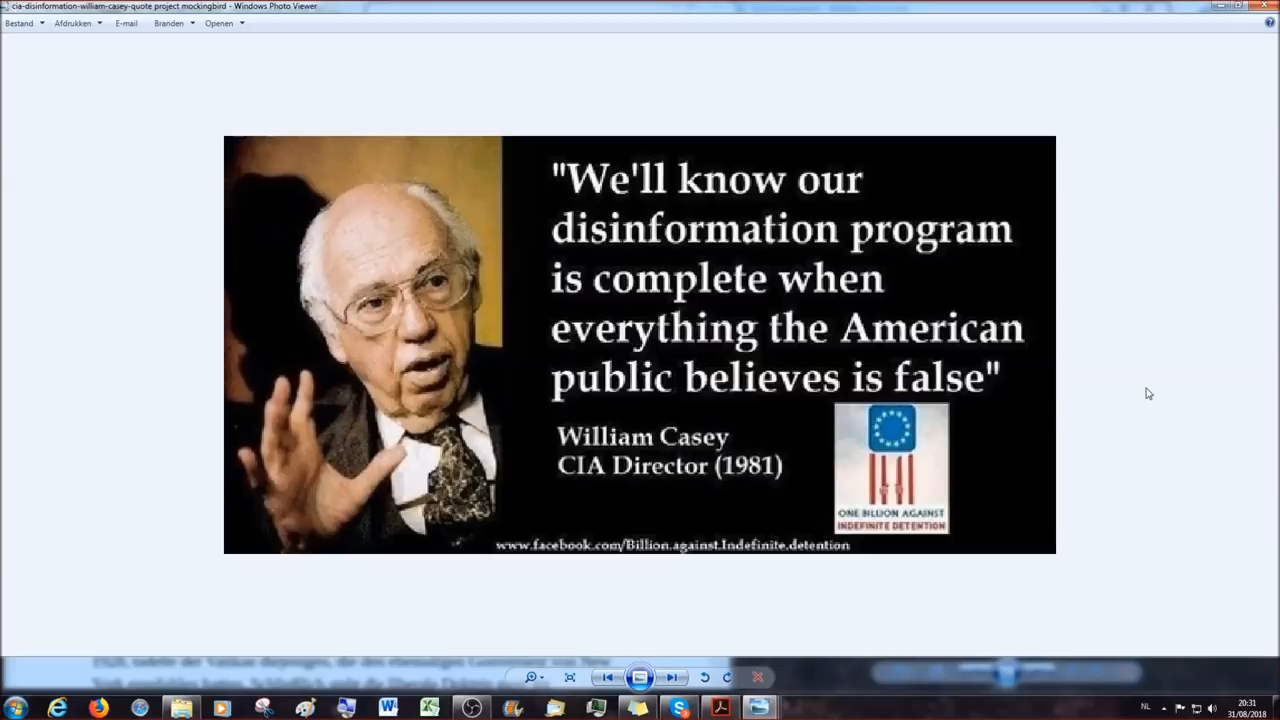 cia-disinformation-william-casey-quote project mockingbird - Windows Photo Viewer
Bestand Afdrukken E-mail Branden Openen
"We'll know our
disinformation program
is complete when
everything the American
public believes is false"
William Casey
CIA Director (1981)
ONE BILLION AGAINST
INDEFINITE DETENTION
www.facebook.com/Billion.against.Indefinite.detention
NL
20:31
31/08/2018